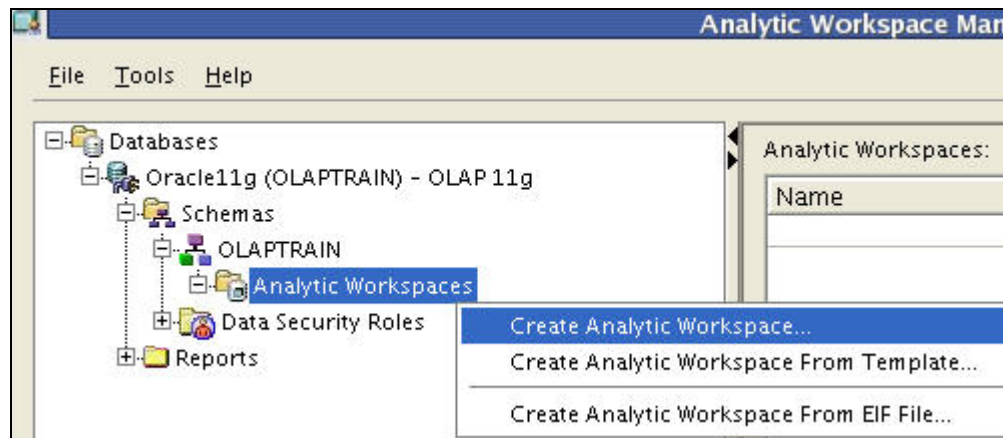 Analytic Workspace Man
File Tools Help
Databases
Oracle11g (OLAPTRAIN) - OLAP 11g
Schemas
OLAPTRAIN
Analytic Workspaces
Data Security Roles
Reports
Analytic Workspaces:
Name
Create Analytic Workspace...
Create Analytic Workspace From Template...
Create Analytic Workspace From EIF File...